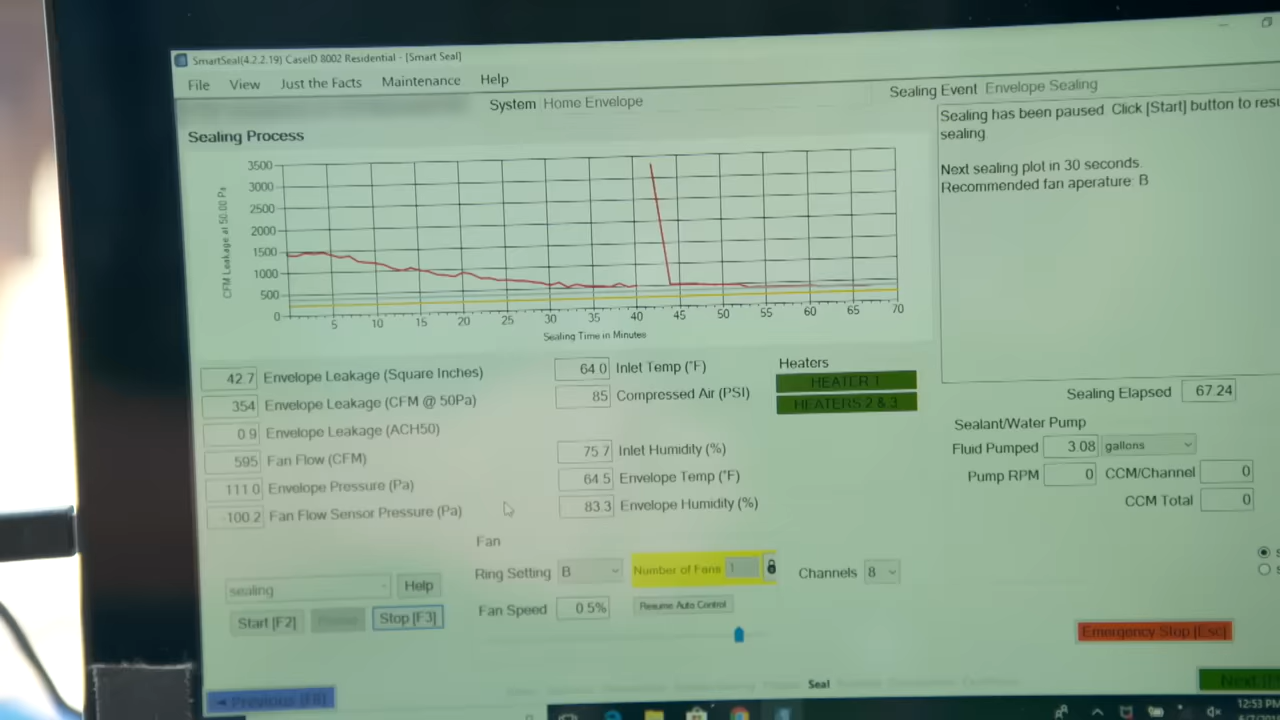 SmartSeal(4.2.2.19) CaseID 8002 Residential - [Smart Seal]
File View Just the Facts Maintenance Help
System Home Envelope
Sealing Event Envelope Sealing
Sealing Process
Sealing has been paused. Click [Start] button to
sealing.
Next sealing plot in 30 seconds.
Recommended fan aperature: B
CFM Leakage at 50.00 Pa
3500
3000
2500
2000
1500
1000
500
0
5 10 15 20 25 30 35 40 45 50 55 60 65 70
Sealing Time in Minutes
42.7 Envelope Leakage (Square Inches)
354 Envelope Leakage (CFM @ 50Pa)
0.9 Envelope Leakage (ACH50)
595 Fan Flow (CFM)
111.0 Envelope Pressure (Pa)
-100.2 Fan Flow Sensor Pressure (Pa)
64.0 Inlet Temp (°F)
85 Compressed Air (PSI)
75.7 Inlet Humidity (%)
64.5 Envelope Temp (°F)
83.3 Envelope Humidity (%)
Heaters
HEATER 1
HEATERS 2 & 3
Sealing Elapsed 67.24
Sealant/Water Pump
Fluid Pumped 3.08 gallons
Pump RPM 0 CCM/Channel 0
CCM Total 0
Fan
Ring Setting B Number of Fans 1 Channels 8
Fan Speed 0.5% Resume Auto Control
sealing Help
Start [F2] Stop [F3]
Emergency Stop [Esc]
Previous [F8]
Seal
Next
12:53 PM